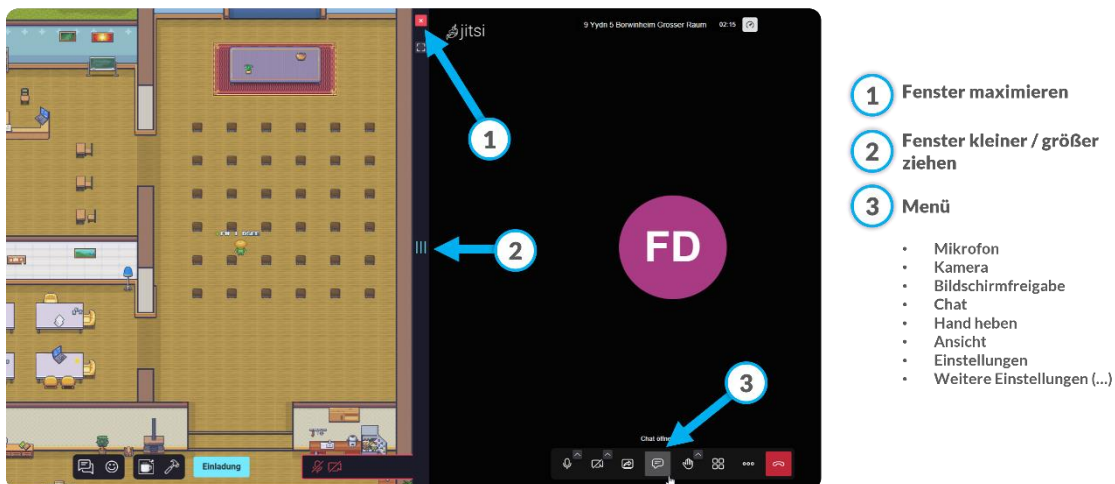 jitsi
9 Yydn 5 Borwinheim Grosser Raum 02:15
1 Fenster maximieren
2 Fenster kleiner / größer
ziehen
3 Menü
• Mikrofon
• Kamera
• Bildschirmfreigabe
• Chat
• Hand heben
• Ansicht
• Einstellungen
• Weitere Einstellungen (...)
1
2
FD
3
Chat öffne
Einladung